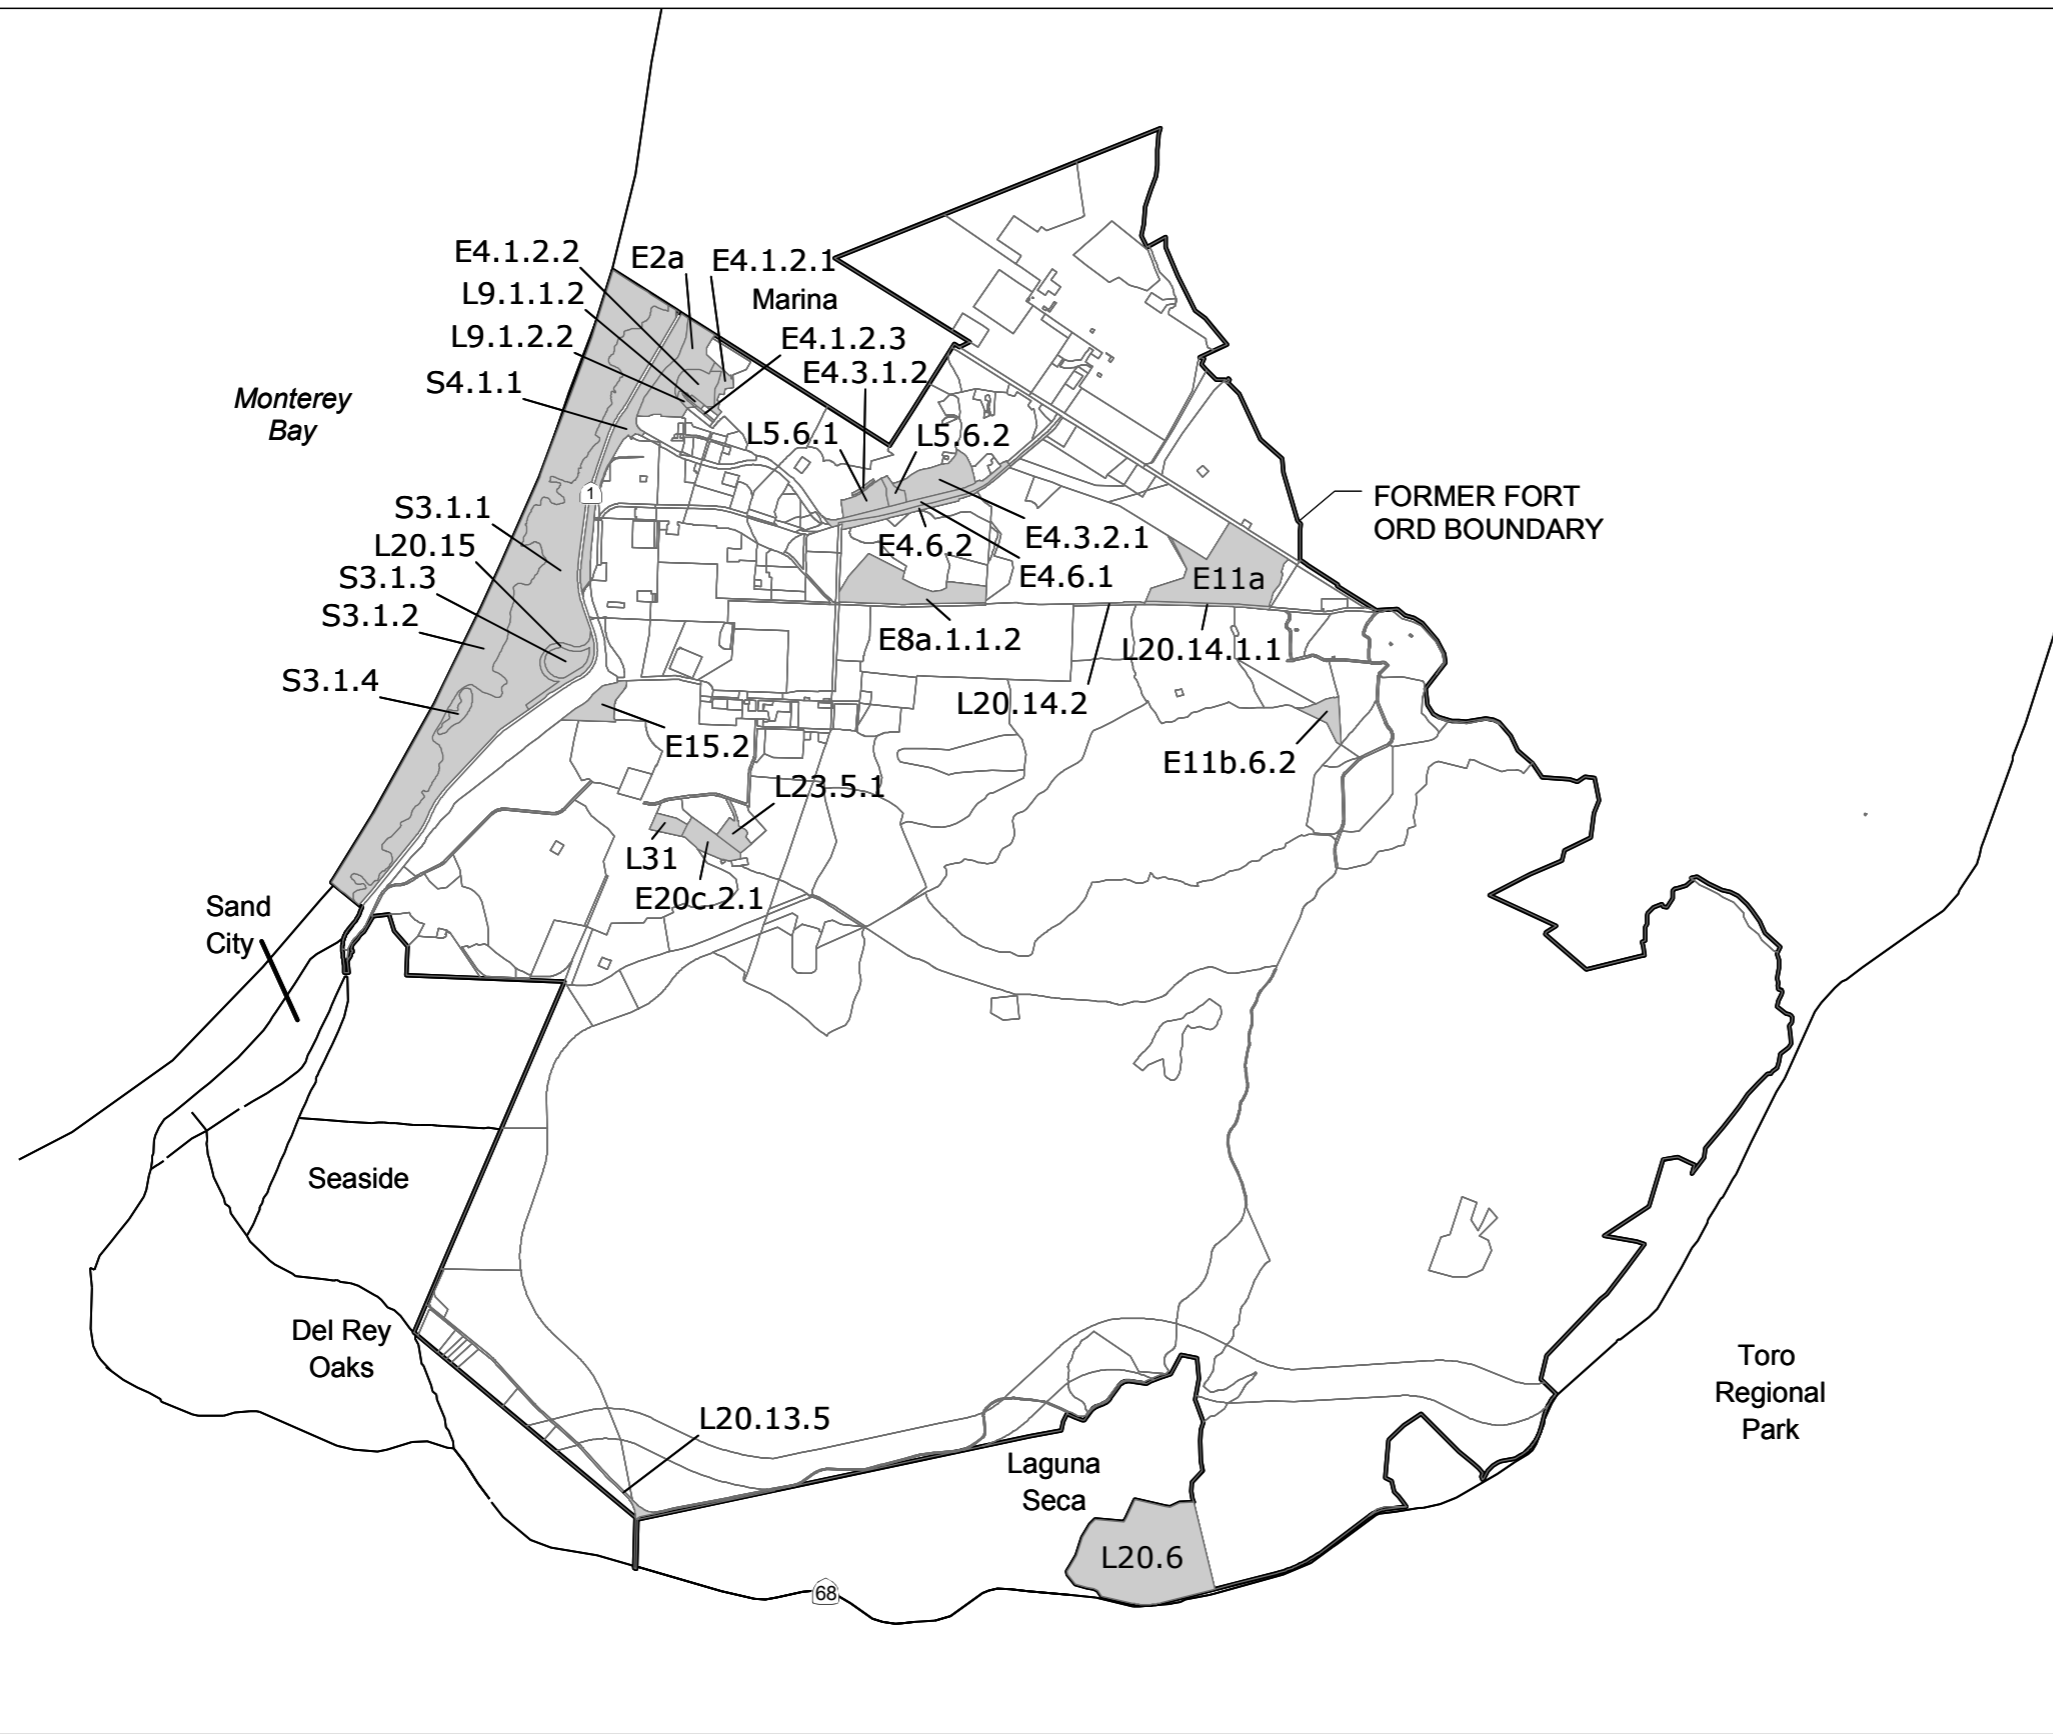 E4.1.2.2
E2a
E4.1.2.1
L9.1.1.2
Marina
L9.1.2.2
E4.1.2.3
S4.1.1
E4.3.1.2
Monterey
Bay
L5.6.1
L5.6.2
1
S3.1.1
FORMER FORT
ORD BOUNDARY
L20.15
E4.6.2
E4.3.2.1
S3.1.3
E4.6.1
E11a
S3.1.2
E8a.1.1.2
L20.14.1.1
S3.1.4
L20.14.2
E15.2
E11b.6.2
L23.5.1
L31
E20c.2.1
Sand
City
Seaside
Del Rey
Oaks
Toro
Regional
Park
L20.13.5
Laguna
Seca
L20.6
68